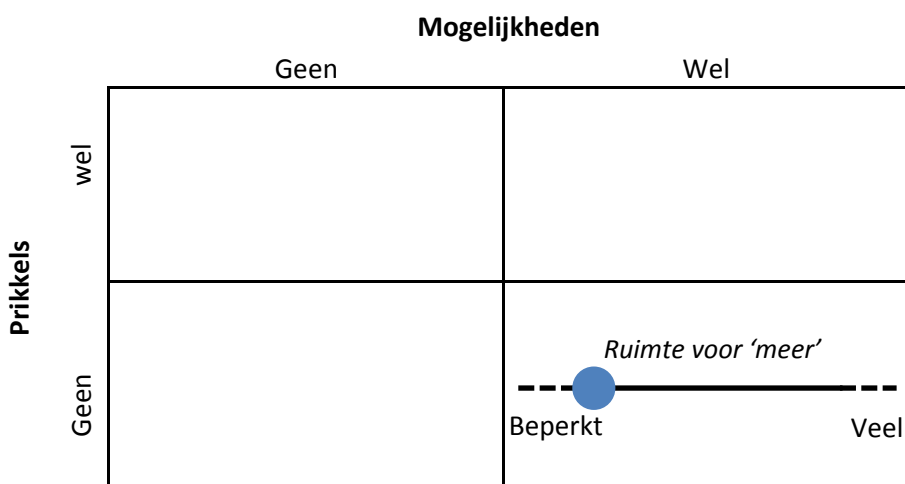 Mogelijkheden
Geen
Wel
wel
Prikkels
Geen
Ruimte voor ‘meer’
Beperkt
Veel